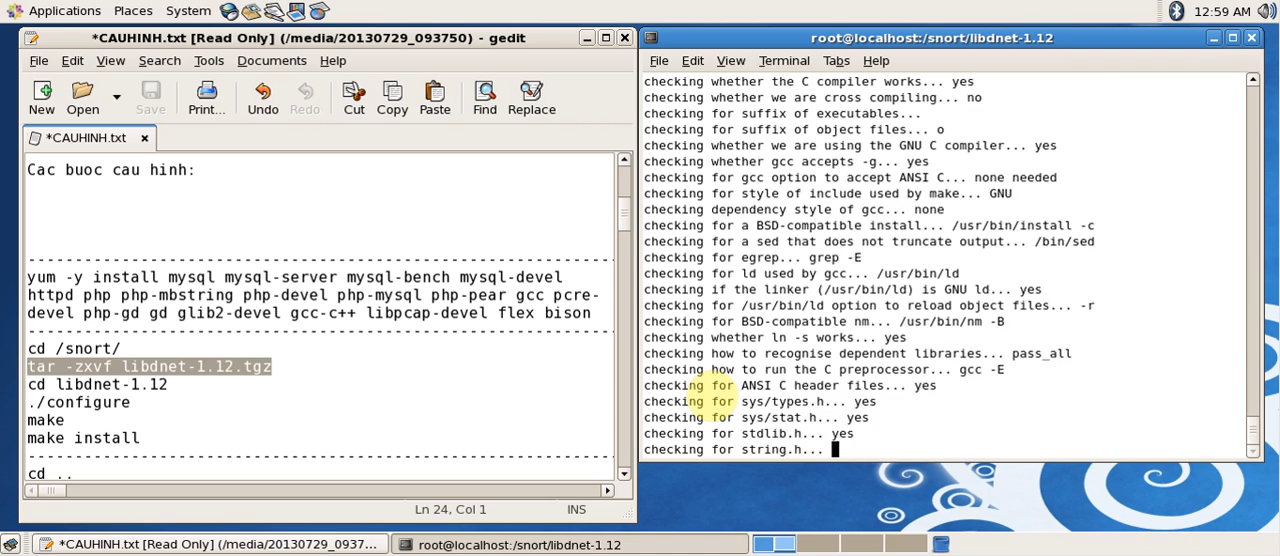 Applications Places System 12:59 AM
*CAUHINH.txt [Read Only] (/media/20130729_093750) - gedit
File Edit View Search Tools Documents Help
New Open Save Print... Undo Redo Cut Copy Paste Find Replace
*CAUHINH.txt
Cac buoc cau hinh:
--------------------------------------------------------------
yum -y install mysql mysql-server mysql-bench mysql-devel
httpd php php-mbstring php-devel php-mysql php-pear gcc pcre-
devel php-gd gd glib2-devel gcc-c++ libpcap-devel flex bison
--------------------------------------------------------------
cd /snort/
tar -zxvf libdnet-1.12.tgz
cd libdnet-1.12
./configure
make
make install
--------------------------------------------------------------
cd ..
Ln 24, Col 1 INS
root@localhost:/snort/libdnet-1.12
File Edit View Terminal Tabs Help
checking whether the C compiler works... yes
checking whether we are cross compiling... no
checking for suffix of executables...
checking for suffix of object files... o
checking whether we are using the GNU C compiler... yes
checking whether gcc accepts -g... yes
checking for gcc option to accept ANSI C... none needed
checking for style of include used by make... GNU
checking dependency style of gcc... none
checking for a BSD-compatible install... /usr/bin/install -c
checking for a sed that does not truncate output... /bin/sed
checking for egrep... grep -E
checking for ld used by gcc... /usr/bin/ld
checking if the linker (/usr/bin/ld) is GNU ld... yes
checking for /usr/bin/ld option to reload object files... -r
checking for BSD-compatible nm... /usr/bin/nm -B
checking whether ln -s works... yes
checking how to recognise dependent libraries... pass_all
checking how to run the C preprocessor... gcc -E
checking for ANSI C header files... yes
checking for sys/types.h... yes
checking for sys/stat.h... yes
checking for stdlib.h... yes
checking for string.h...
*CAUHINH.txt [Read Only] (/media/20130729_0937... root@localhost:/snort/libdnet-1.12